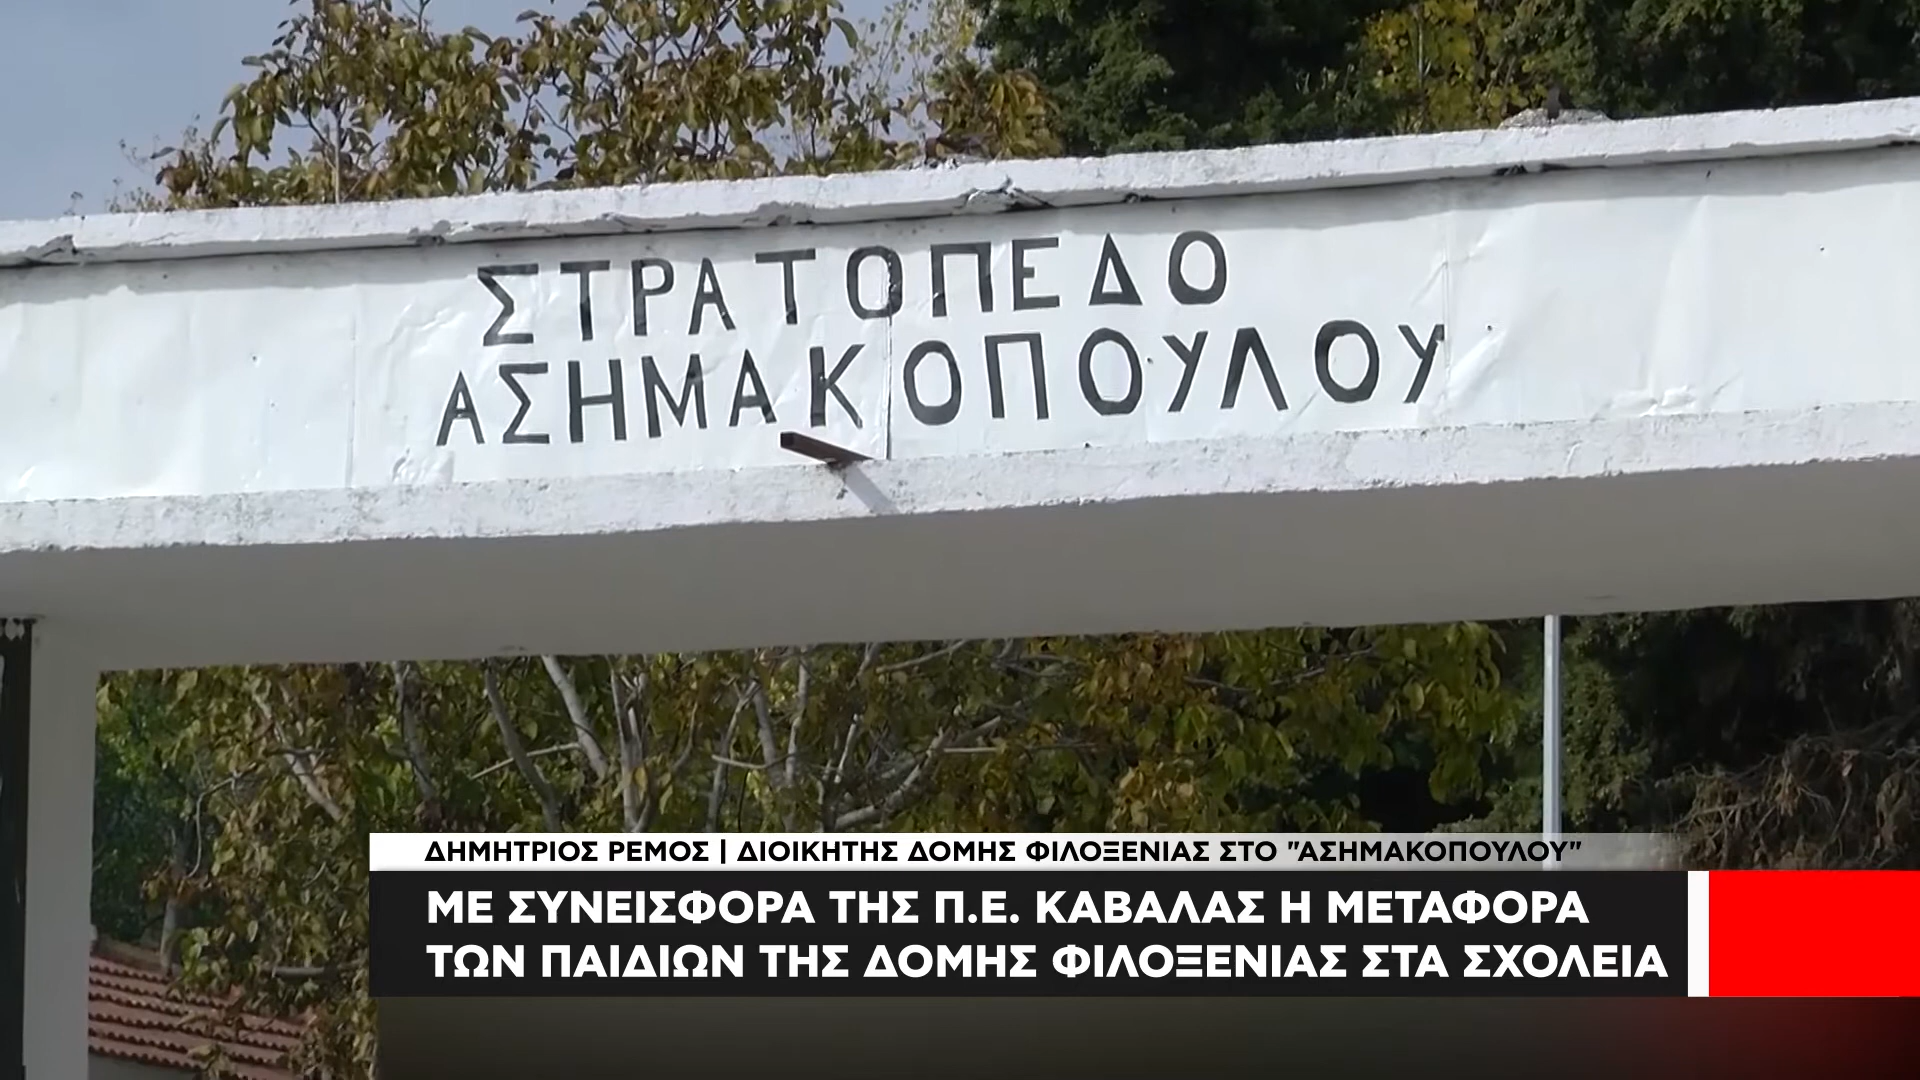 ΣΤΡΑΤΟΠΕΔΟ
ΑΣΗΜΑΚΟΠΟΥΛΟΥ
ΔΗΜΗΤΡΙΟΣ ΡΕΜΟΣ | ΔΙΟΙΚΗΤΗΣ ΔΟΜΗΣ ΦΙΛΟΞΕΝΙΑΣ ΣΤΟ "ΑΣΗΜΑΚΟΠΟΥΛΟΥ"
ΜΕ ΣΥΝΕΙΣΦΟΡΑ ΤΗΣ Π.Ε. ΚΑΒΑΛΑΣ Η ΜΕΤΑΦΟΡΑ
ΤΩΝ ΠΑΙΔΙΩΝ ΤΗΣ ΔΟΜΗΣ ΦΙΛΟΞΕΝΙΑΣ ΣΤΑ ΣΧΟΛΕΙΑ